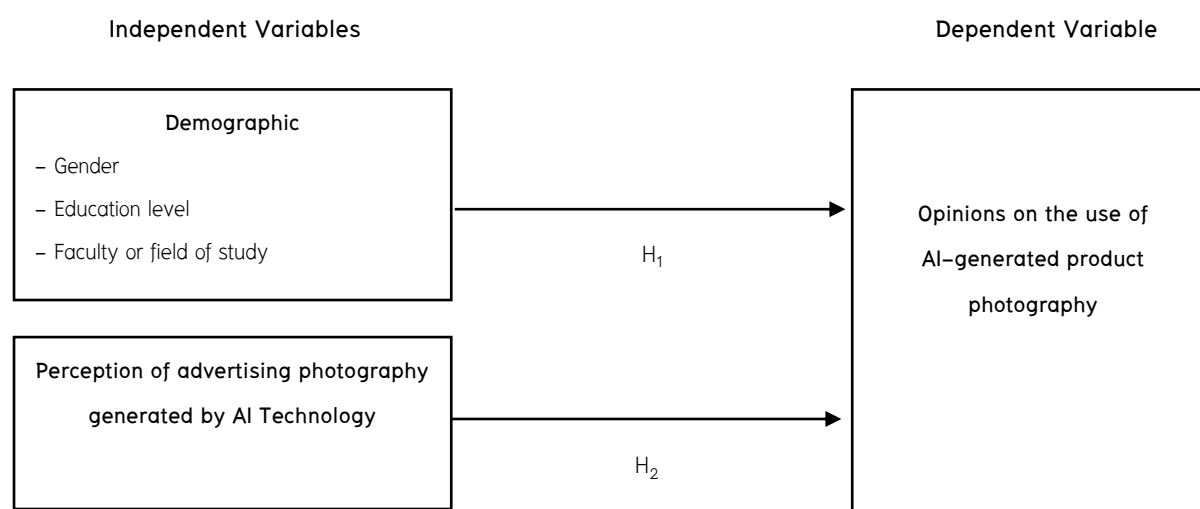 Independent Variables
Dependent Variable
Demographic
– Gender
– Education level
– Faculty or field of study
H₁
Opinions on the use of
AI–generated product
photography
Perception of advertising photography
generated by AI Technology
H₂